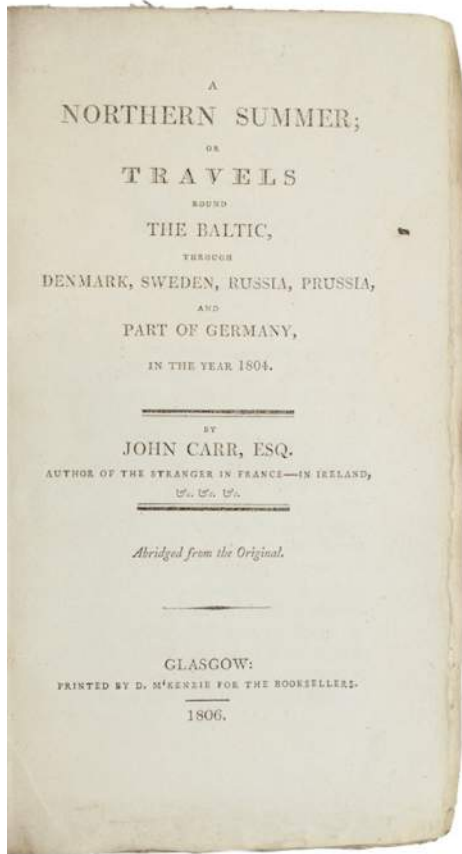 A
NORTHERN SUMMER;
OR
TRAVELS
ROUND
THE BALTIC,
THROUGH
DENMARK, SWEDEN, RUSSIA, PRUSSIA,
AND
PART OF GERMANY,
IN THE YEAR 1804.
BY
JOHN CARR, ESQ.
AUTHOR OF THE STRANGER IN FRANCE—IN IRELAND,
&c. &c. &c.
Abridged from the Original.
GLASGOW:
PRINTED BY D. M‘KENZIE FOR THE BOOKSELLERS.
1806.